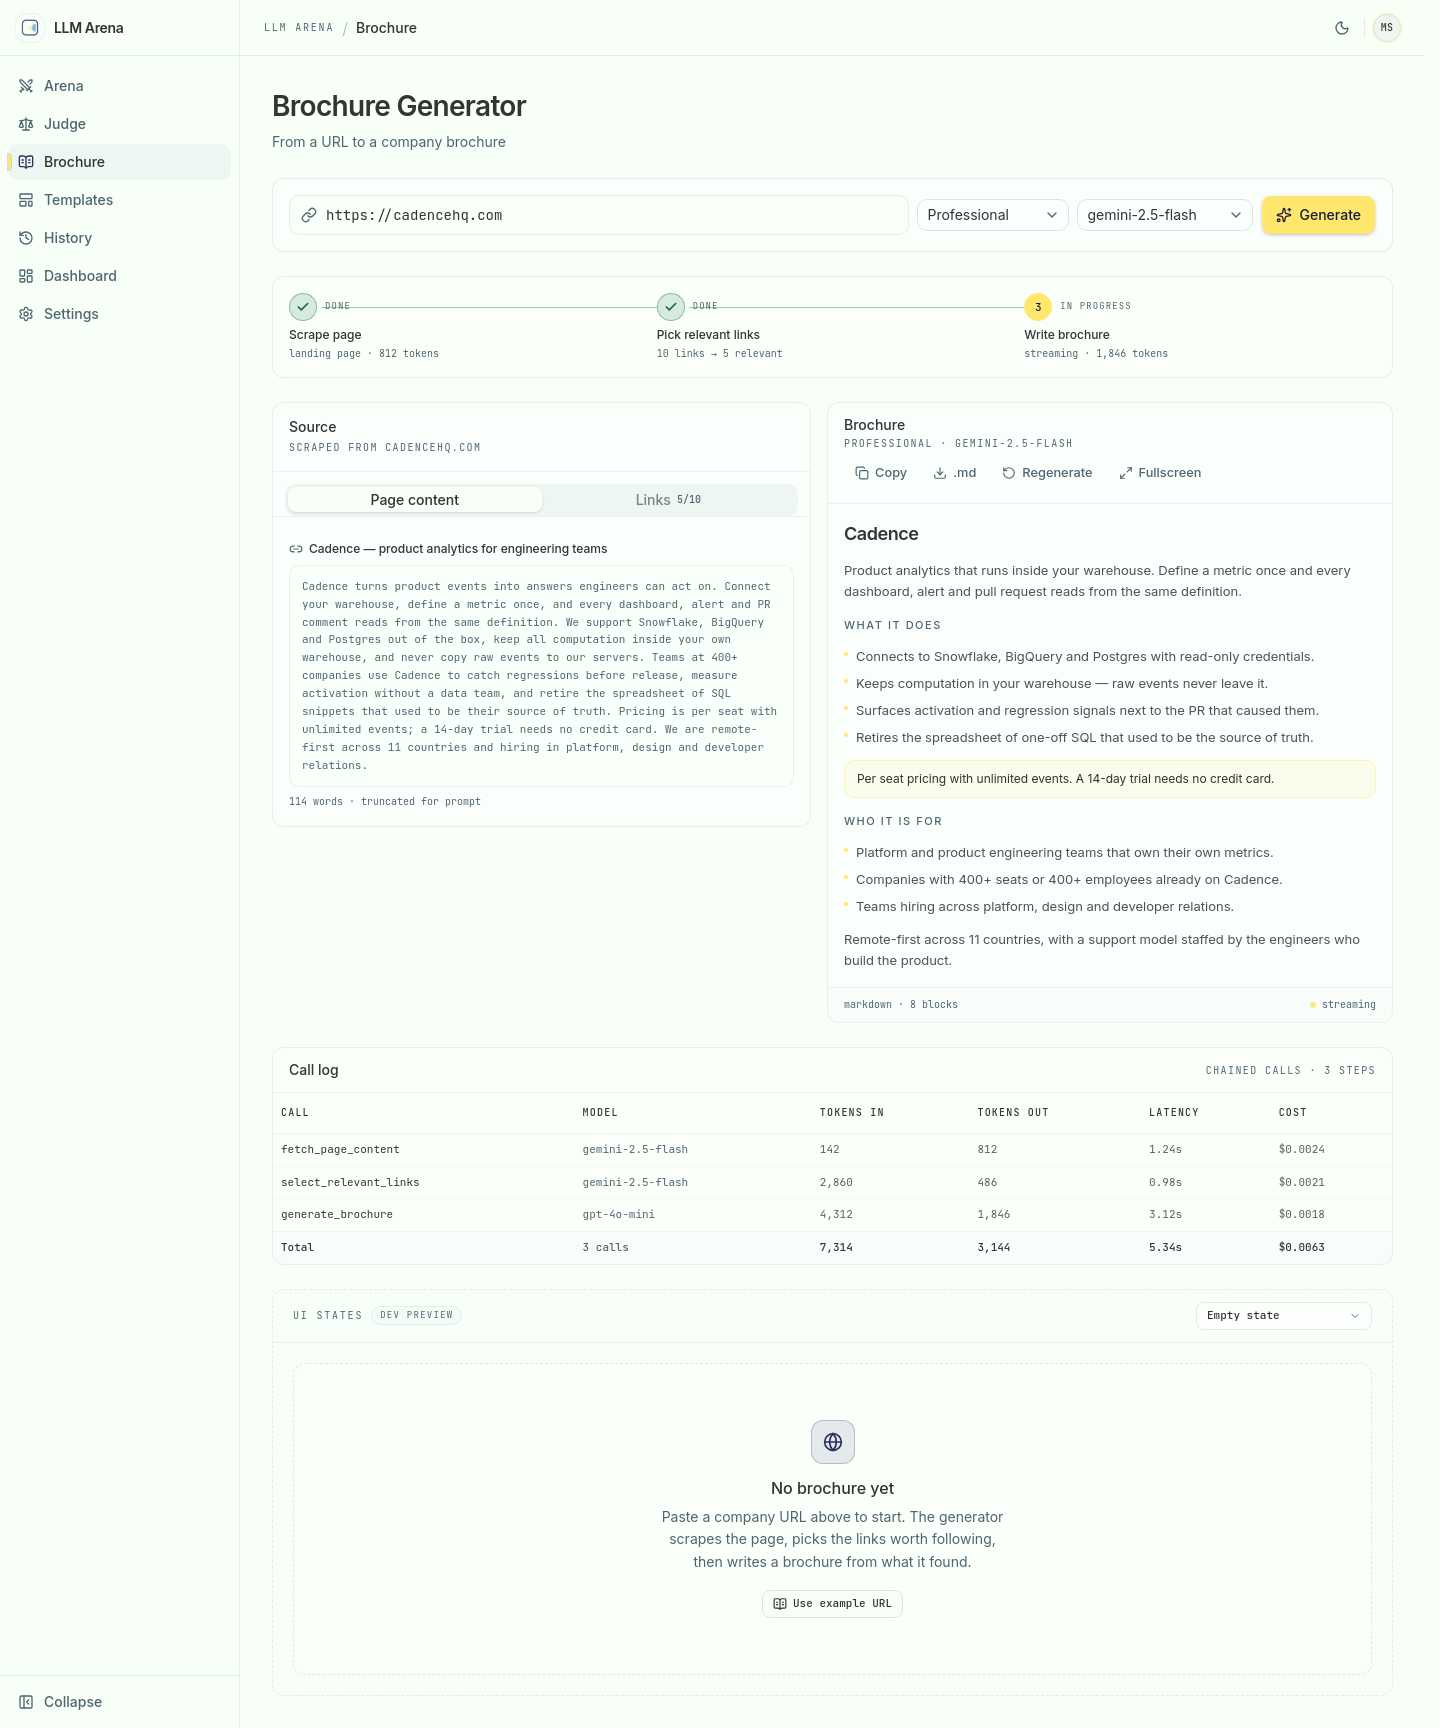 LLM Arena
LLM ARENA / Brochure
MS
Arena
Judge
Brochure
Templates
History
Dashboard
Settings
Collapse
Brochure Generator
From a URL to a company brochure
https://cadencehq.com
Professional
gemini-2.5-flash
Generate
DONE
Scrape page
landing page · 812 tokens
DONE
Pick relevant links
10 links → 5 relevant
3 IN PROGRESS
Write brochure
streaming · 1,846 tokens
Source
SCRAPED FROM CADENCEHQ.COM
Page content
Links 5/10
Cadence — product analytics for engineering teams
Cadence turns product events into answers engineers can act on. Connect
your warehouse, define a metric once, and every dashboard, alert and PR
comment reads from the same definition. We support Snowflake, BigQuery
and Postgres out of the box, keep all computation inside your own
warehouse, and never copy raw events to our servers. Teams at 400+
companies use Cadence to catch regressions before release, measure
activation without a data team, and retire the spreadsheet of SQL
snippets that used to be their source of truth. Pricing is per seat with
unlimited events; a 14-day trial needs no credit card. We are remote-
first across 11 countries and hiring in platform, design and developer
relations.
114 words · truncated for prompt
Brochure
PROFESSIONAL · GEMINI-2.5-FLASH
Copy
.md
Regenerate
Fullscreen
Cadence
Product analytics that runs inside your warehouse. Define a metric once and every
dashboard, alert and pull request reads from the same definition.
WHAT IT DOES
Connects to Snowflake, BigQuery and Postgres with read-only credentials.
Keeps computation in your warehouse — raw events never leave it.
Surfaces activation and regression signals next to the PR that caused them.
Retires the spreadsheet of one-off SQL that used to be the source of truth.
Per seat pricing with unlimited events. A 14-day trial needs no credit card.
WHO IT IS FOR
Platform and product engineering teams that own their own metrics.
Companies with 400+ seats or 400+ employees already on Cadence.
Teams hiring across platform, design and developer relations.
Remote-first across 11 countries, with a support model staffed by the engineers who
build the product.
markdown · 8 blocks
streaming
Call log
CHAINED CALLS · 3 STEPS
CALL MODEL TOKENS IN TOKENS OUT LATENCY COST
fetch_page_content gemini-2.5-flash 142 812 1.24s $0.0024
select_relevant_links gemini-2.5-flash 2,860 486 0.98s $0.0021
generate_brochure gpt-4o-mini 4,312 1,846 3.12s $0.0018
Total 3 calls 7,314 3,144 5.34s $0.0063
UI STATES DEV PREVIEW
Empty state
No brochure yet
Paste a company URL above to start. The generator
scrapes the page, picks the links worth following,
then writes a brochure from what it found.
Use example URL